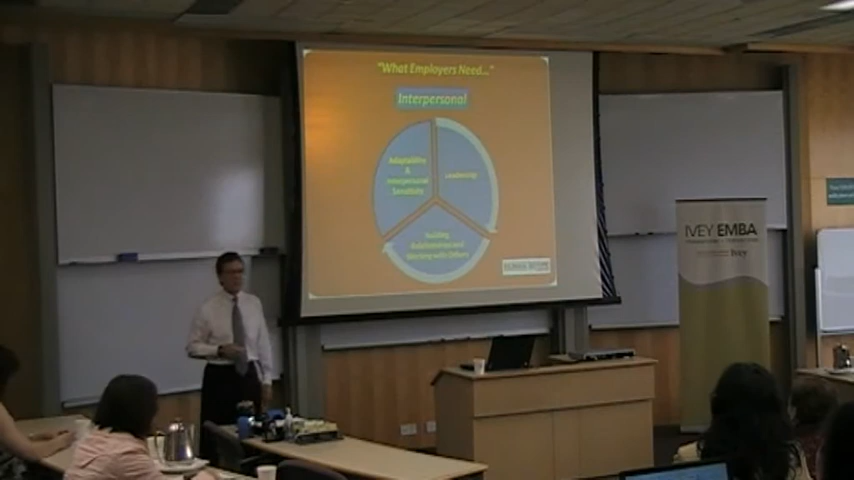 "What Employers Need..."
Interpersonal
Adaptability
&
Interpersonal
Sensitivity
Leadership
Building
Relationships and
Working with Others
IVEY EMBA
Ivey